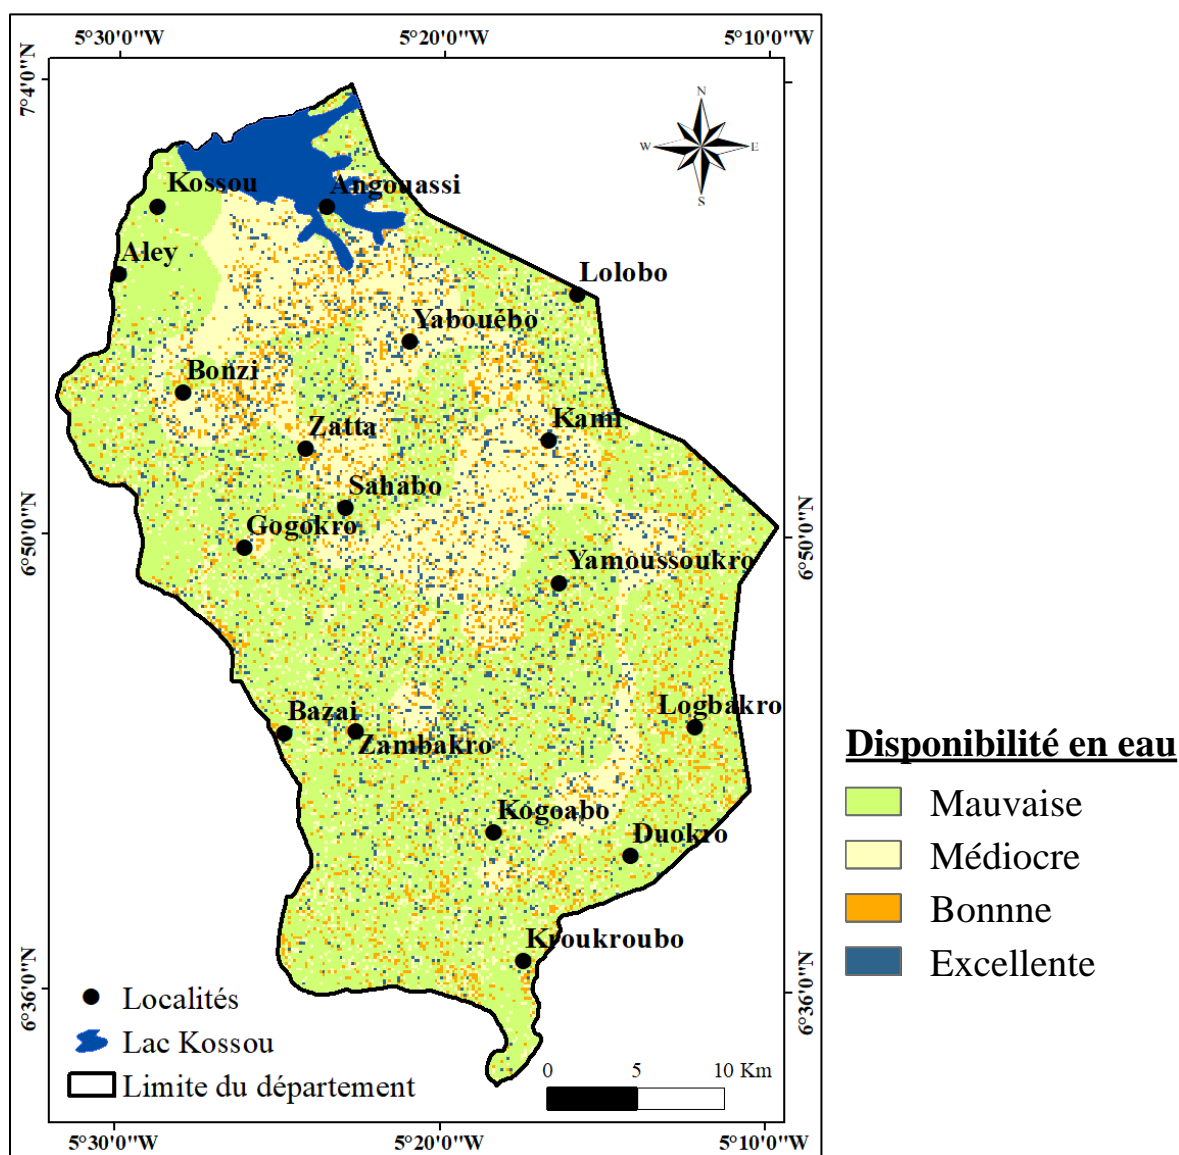 5°30'0"W 5°20'0"W 5°10'0"W
7°4'0"N
N
W E
S
Kossou
Angouassi
Aley
Lolobo
Yabouébo
Bonzi
Kami
Zatta
Sahabo
Gogokro
6°50'0"N
6°50'0"N
Yamoussoukro
Bazai
Zambakro
Logbakro
Kogoabo
Duokro
Kroukroubo
6°36'0"N
6°36'0"N
Localités
Lac Kossou
Limite du département
0 5 10 Km
5°30'0"W 5°20'0"W 5°10'0"W
Disponibilité en eau
Mauvaise
Médiocre
Bonnne
Excellente